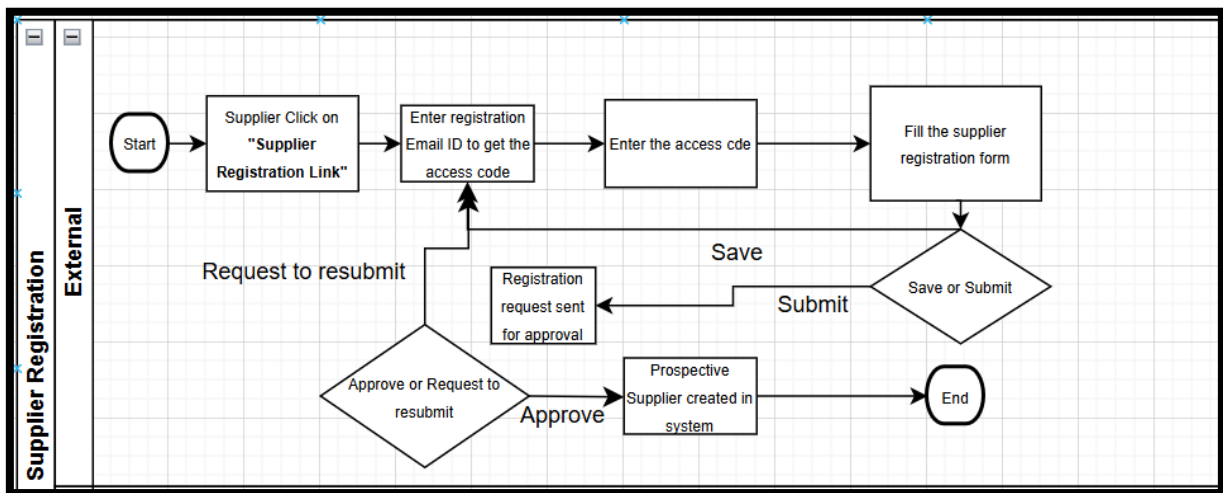 Supplier Registration
External
Start
Supplier Click on
"Supplier
Registration Link"
Enter registration
Email ID to get the
access code
Enter the access cde
Fill the supplier
registration form
Save
Request to resubmit
Registration
request sent
for approval
Submit
Save or Submit
Approve or Request to
resubmit
Approve
Prospective
Supplier created in
system
End